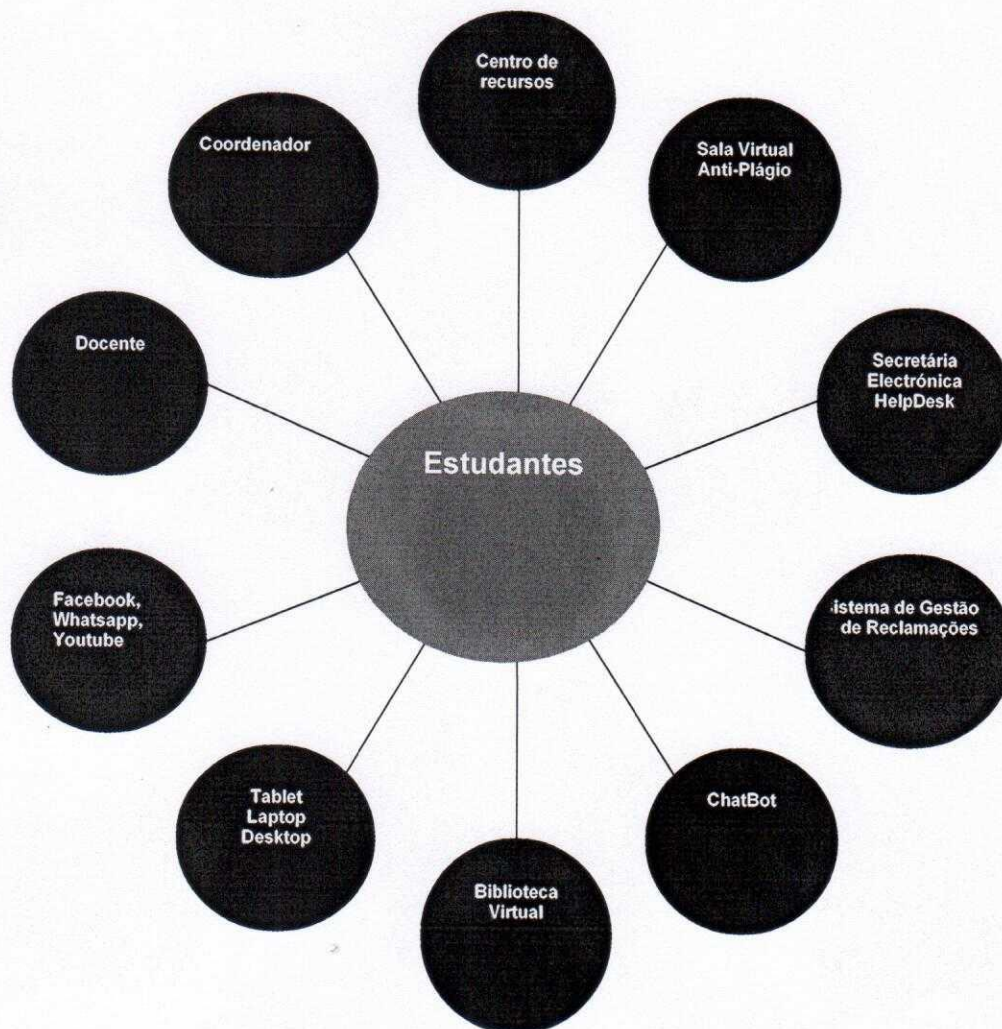 Centro de
recursos
Coordenador
Sala Virtual
Anti-Plágio
Docente
Secretária
Electrónica
HelpDesk
Estudantes
Facebook,
Whatsapp,
Youtube
istema de Gestão
de Reclamações
Tablet
Laptop
Desktop
ChatBot
Biblioteca
Virtual